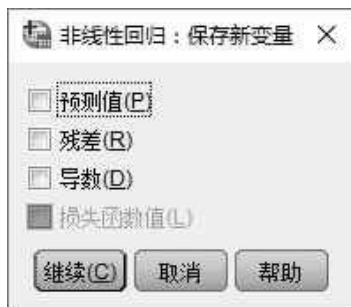 非线性回归：保存新变量
预测值(P)
残差(R)
导数(D)
损失函数值(L)
继续(C) 取消 帮助